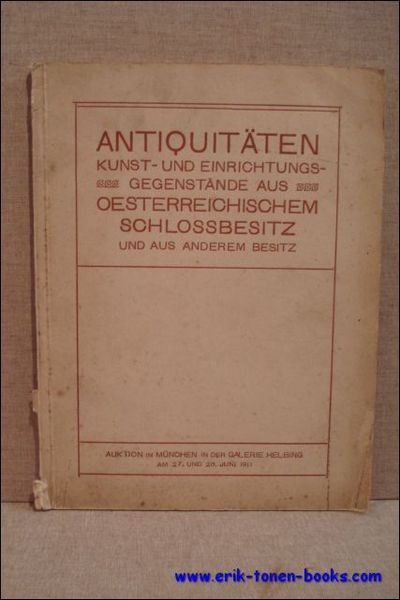 ANTIQUITÄTEN
KUNST- UND EINRICHTUNGS-
GEGENSTÄNDE AUS
OESTERREICHISCHEM
SCHLOSSBESITZ
UND AUS ANDEREM BESITZ
AUKTION IN MÜNCHEN IN DER GALERIE HELBING
AM 27. UND 28. JUNI 1911
www.erik-tonen-books.com